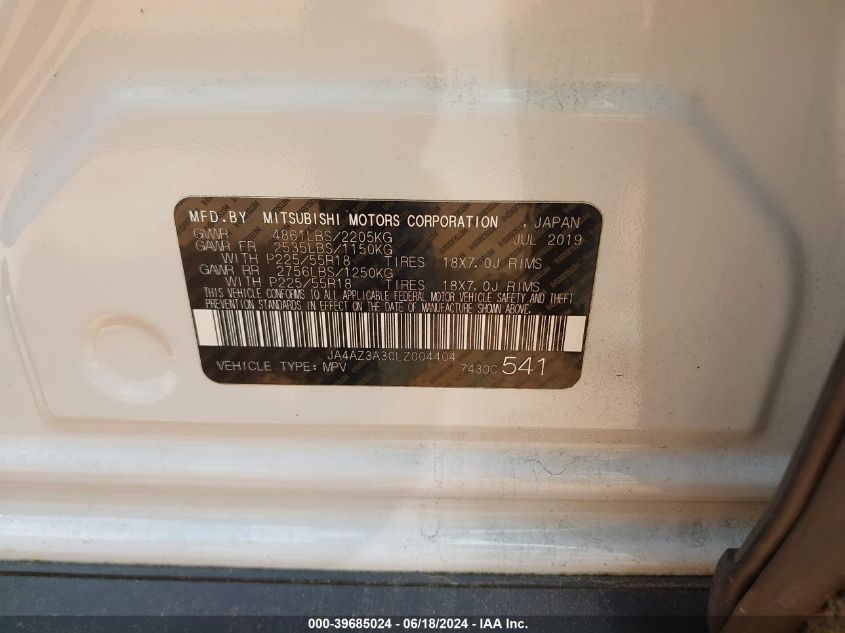 MFD.BY MITSUBISHI MOTORS CORPORATION , JAPAN
GVWR 4861LBS/2205KG JUL 2019
GAWR FR 2535LBS/1150KG
WITH P225/55R18 TIRES 18X7.0J RIMS
GAWR RR 2756LBS/1250KG
WITH P225/55R18 TIRES 18X7.0J RIMS
THIS VEHICLE CONFORMS TO ALL APPLICABLE FEDERAL MOTOR VEHICLE SAFETY AND THEFT
PREVENTION STANDARDS IN EFFECT ON THE DATE OF MANUFACTURE SHOWN ABOVE.
JA4AZ3A30LZ004404
VEHICLE TYPE: MPV 7430C 541
000-39685024 - 06/18/2024 - IAAI.com